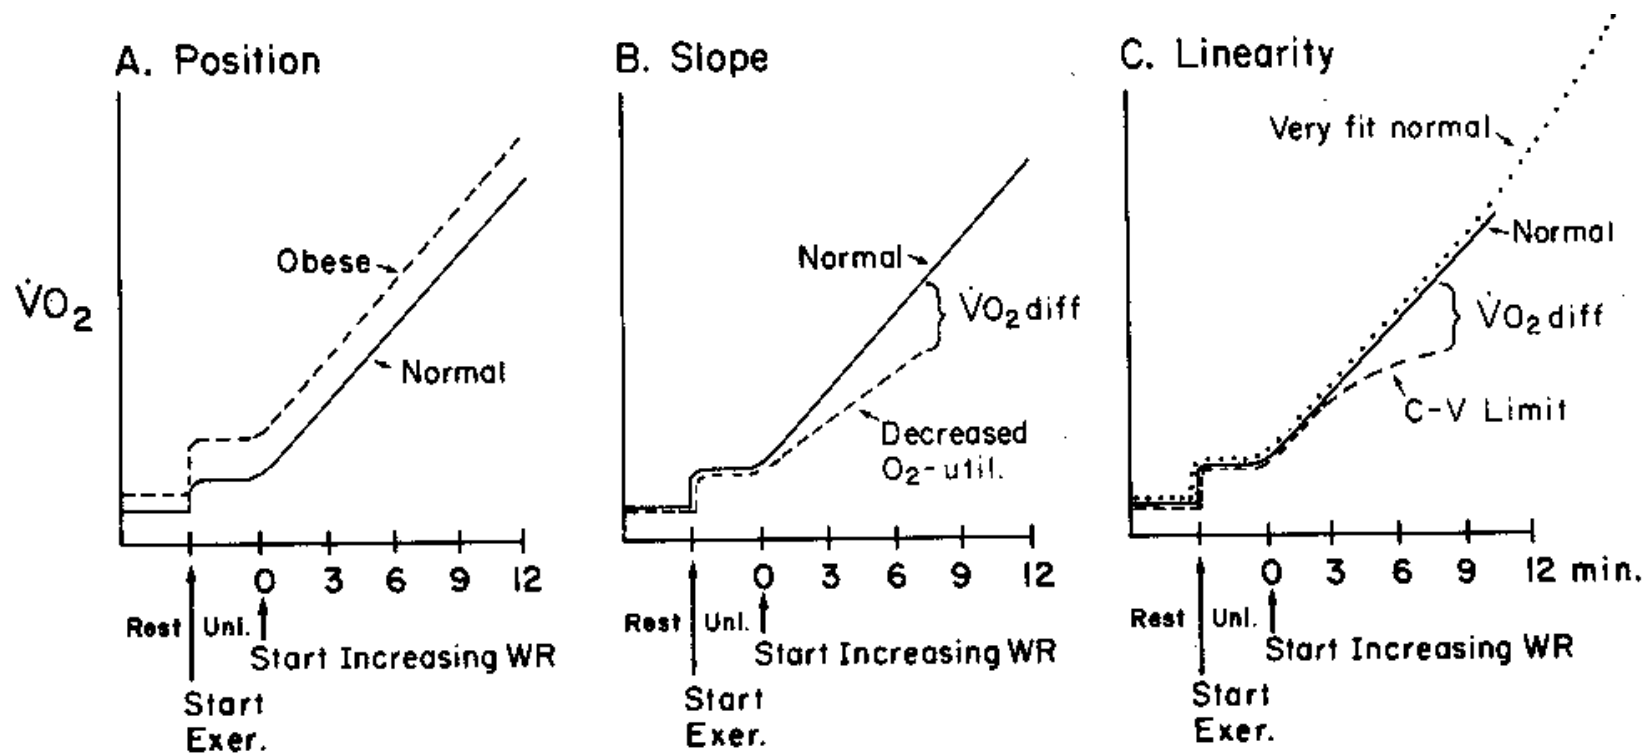 A. Position
V̇O₂
Obese
Normal
0 3 6 9 12
Rest Unl.
Start Increasing WR
Start
Exer.
B. Slope
Normal
V̇O₂ diff
Decreased
O₂-util.
0 3 6 9 12
Rest Unl.
Start Increasing WR
Start
Exer.
C. Linearity
Very fit normal
Normal
V̇O₂ diff
C-V Limit
0 3 6 9 12 min.
Rest Unl.
Start Increasing WR
Start
Exer.